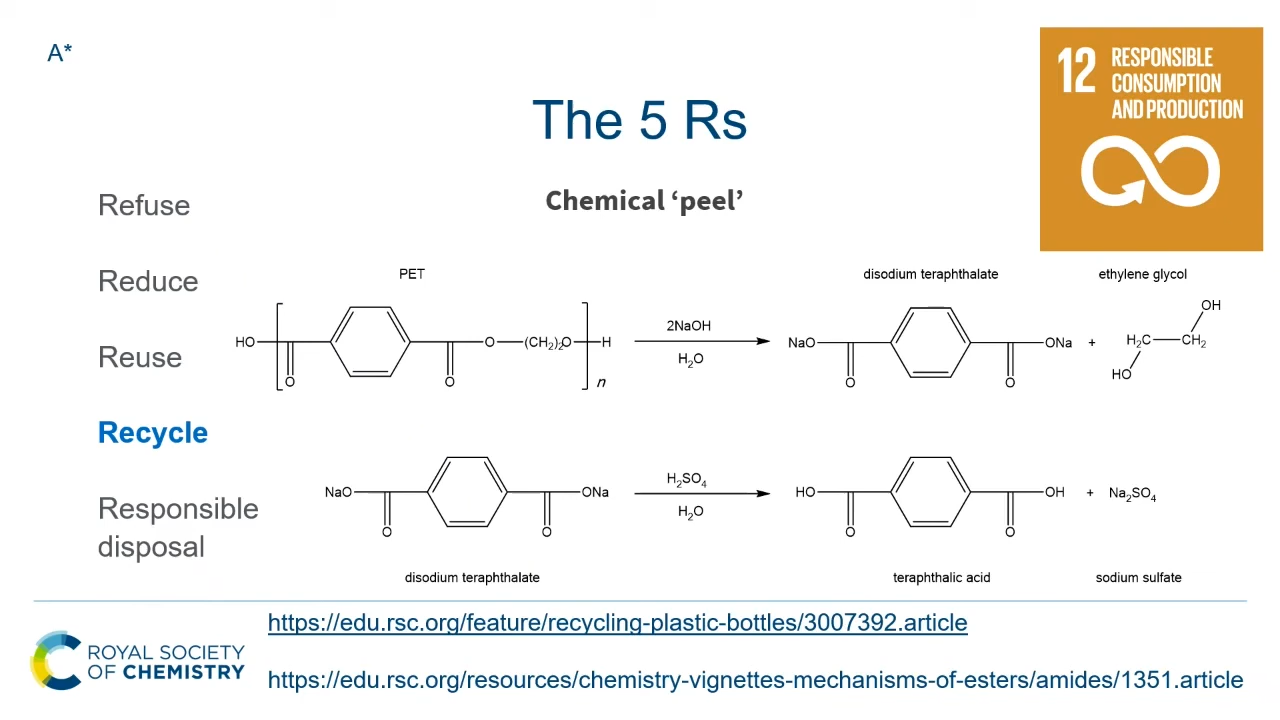 A*
12 RESPONSIBLE
CONSUMPTION
AND PRODUCTION
The 5 Rs
Chemical ‘peel’
Refuse
Reduce
Reuse
Recycle
Responsible
disposal
PET
disodium teraphthalate
ethylene glycol
HO
O
O
O
(CH₂)₂O
H
n
2NaOH
H₂O
NaO
O
O
ONa
+
H₂C
CH₂
OH
HO
NaO
O
O
ONa
H₂SO₄
H₂O
HO
O
O
OH
+
Na₂SO₄
disodium teraphthalate
teraphthalic acid
sodium sulfate
https://edu.rsc.org/feature/recycling-plastic-bottles/3007392.article
https://edu.rsc.org/resources/chemistry-vignettes-mechanisms-of-esters/amides/1351.article
ROYAL SOCIETY
OF CHEMISTRY